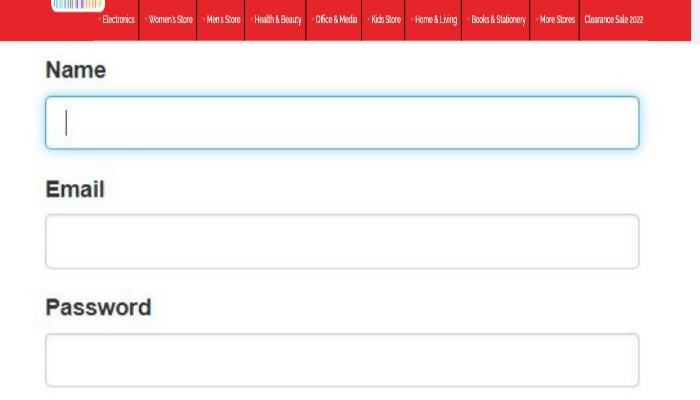 Electronics Women's Store Men's Store Health & Beauty Office & Media Kids Store Home & Living Books & Stationery More Stores Clearance Sale 2022
Name
Email
Password